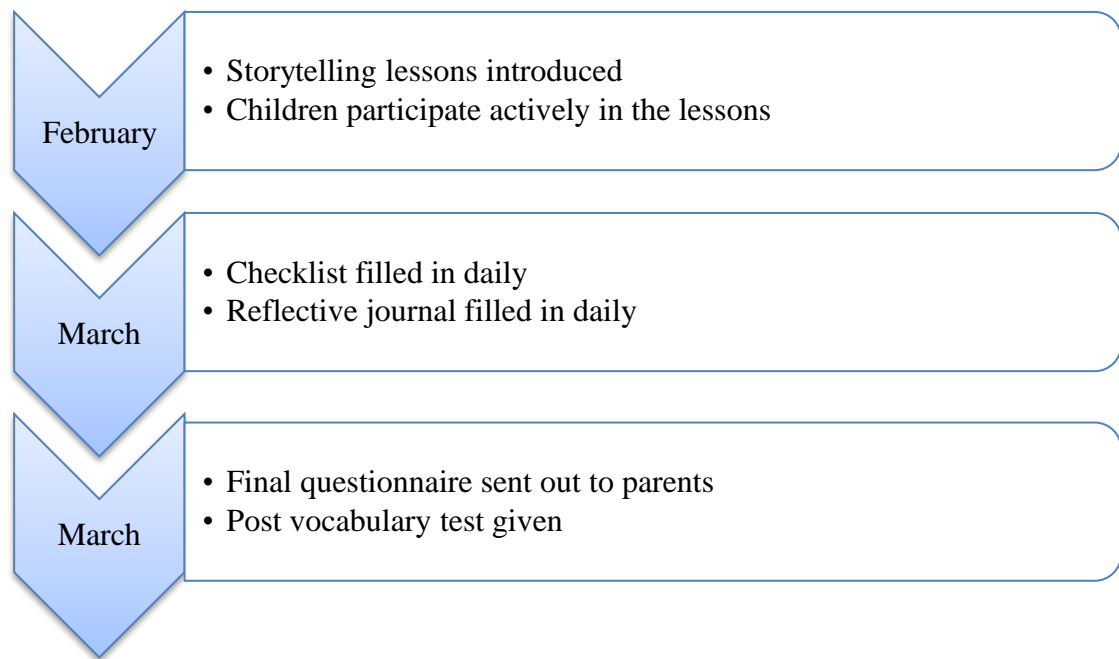 February
• Storytelling lessons introduced
• Children participate actively in the lessons
March
• Checklist filled in daily
• Reflective journal filled in daily
March
• Final questionnaire sent out to parents
• Post vocabulary test given